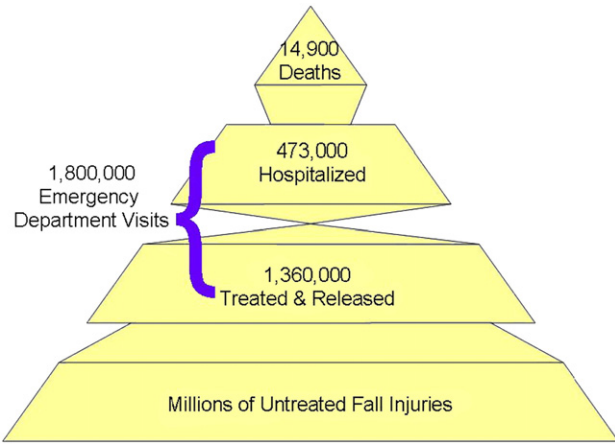 14,900
Deaths
473,000
Hospitalized
1,800,000
Emergency
Department Visits
1,360,000
Treated & Released
Millions of Untreated Fall Injuries